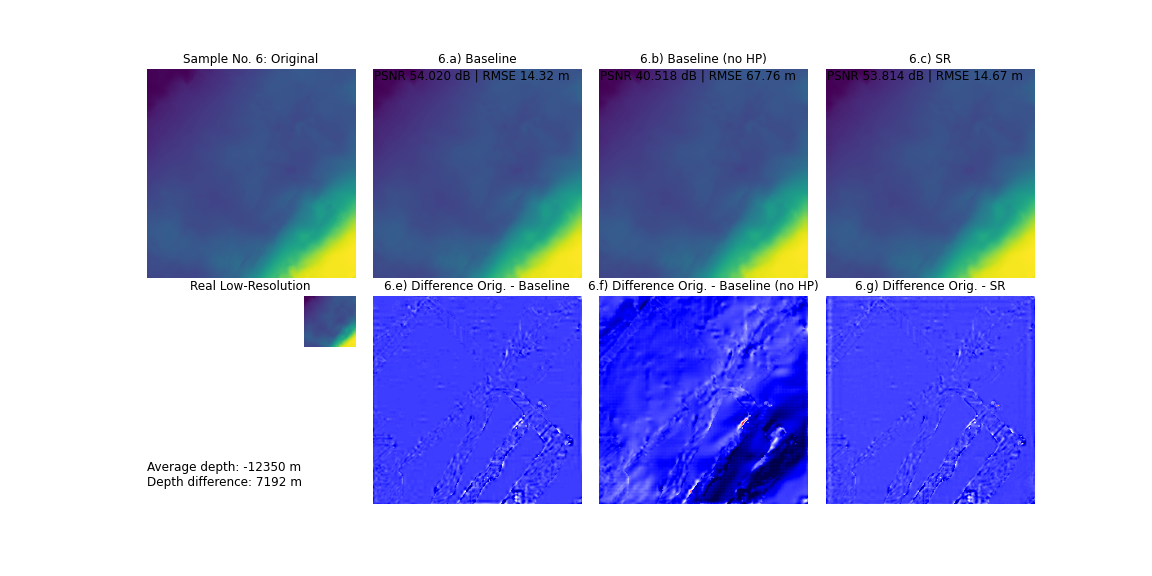 Sample No. 6: Original
6.a) Baseline
6.b) Baseline (no HP)
6.c) SR
PSNR 54.020 dB | RMSE 14.32 m
PSNR 40.518 dB | RMSE 67.76 m
PSNR 53.814 dB | RMSE 14.67 m
Real Low-Resolution
6.e) Difference Orig. - Baseline
6.f) Difference Orig. - Baseline (no HP)
6.g) Difference Orig. - SR
Average depth: -12350 m
Depth difference: 7192 m